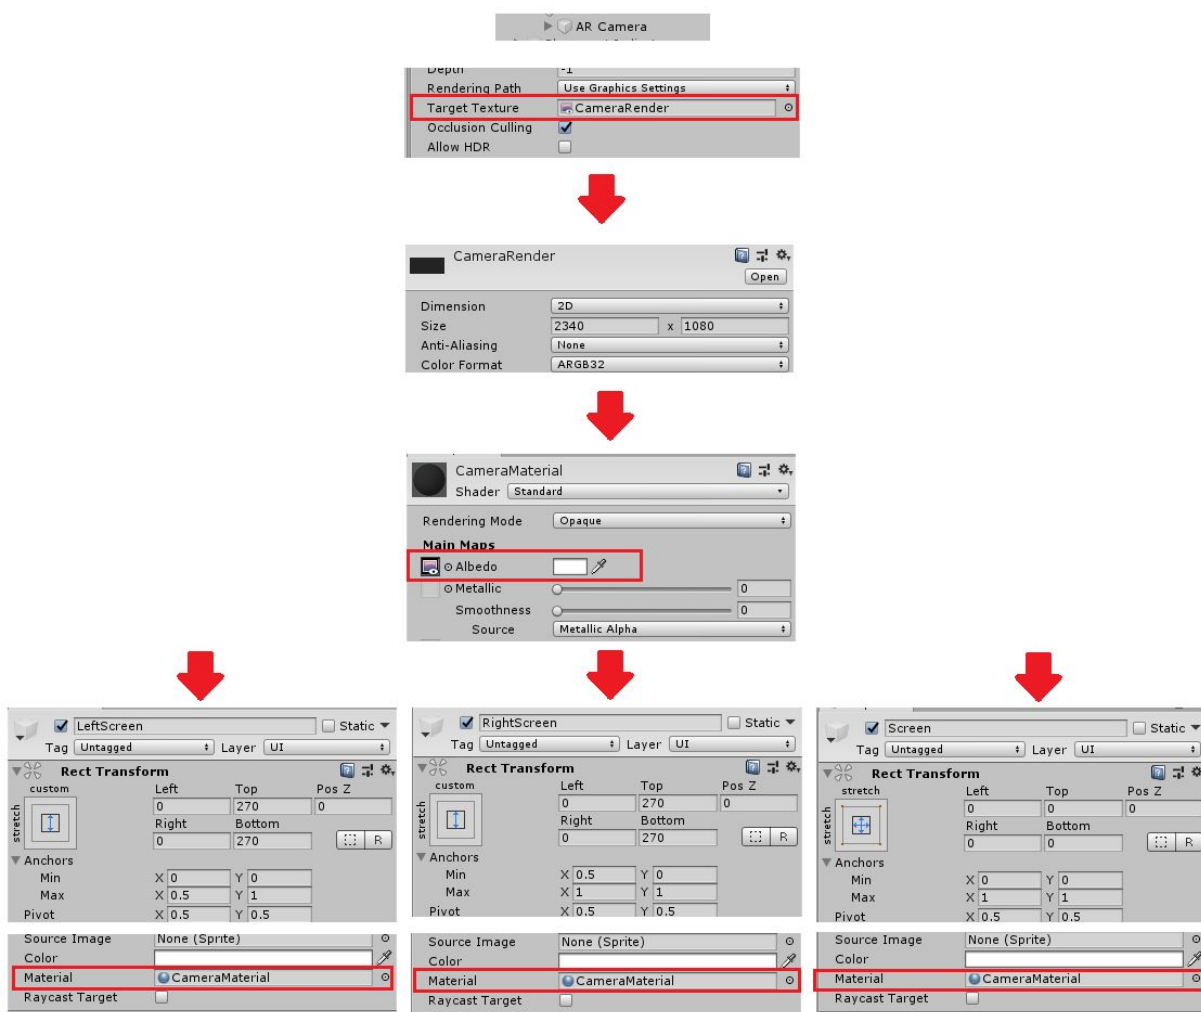 AR Camera
Depth -1
Rendering Path Use Graphics Settings
Target Texture CameraRender
Occlusion Culling
Allow HDR
CameraRender
Open
Dimension 2D
Size 2340 x 1080
Anti-Aliasing None
Color Format ARGB32
CameraMaterial
Shader Standard
Rendering Mode Opaque
Main Maps
Albedo
Metallic 0
Smoothness 0
Source Metallic Alpha
LeftScreen Static
Tag Untagged Layer UI
Rect Transform
custom Left Top Pos Z
stretch 0 270 0
Right Bottom
0 270 R
Anchors
Min X 0 Y 0
Max X 0.5 Y 1
Pivot X 0.5 Y 0.5
Source Image None (Sprite)
Color
Material CameraMaterial
Raycast Target
RightScreen Static
Tag Untagged Layer UI
Rect Transform
custom Left Top Pos Z
stretch 0 270 0
Right Bottom
0 270 R
Anchors
Min X 0.5 Y 0
Max X 1 Y 1
Pivot X 0.5 Y 0.5
Source Image None (Sprite)
Color
Material CameraMaterial
Raycast Target
Screen Static
Tag Untagged Layer UI
Rect Transform
stretch Left Top Pos Z
stretch 0 0 0
Right Bottom
0 0 R
Anchors
Min X 0 Y 0
Max X 1 Y 1
Pivot X 0.5 Y 0.5
Source Image None (Sprite)
Color
Material CameraMaterial
Raycast Target